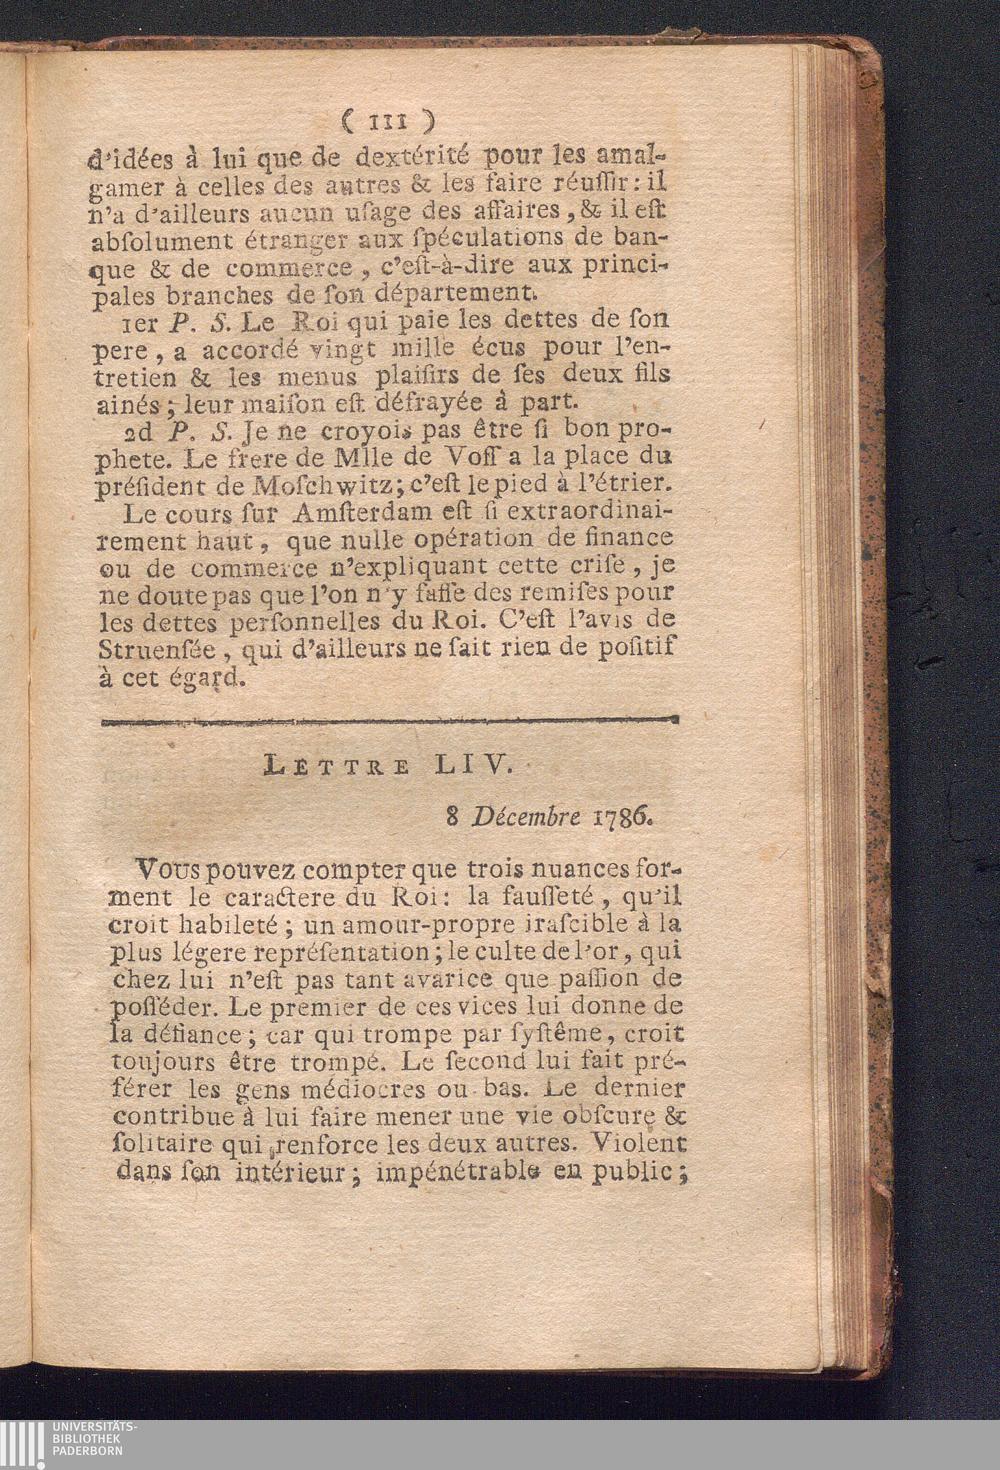 ( 111 )
d'idées à lui que de dextérité pour les amal-
gamer à celles des autres & les faire réuſſir : il
n'a d'ailleurs aucun uſage des affaires, & il eſt
abſolument étranger aux ſpéculations de ban-
que & de commerce, c'eſt-à-dire aux princi-
pales branches de ſon département.
1er P. S. Le Roi qui paie les dettes de ſon
pere, a accordé vingt mille écus pour l'en-
tretien & les menus plaiſirs de ſes deux fils
ainés ; leur maiſon eſt défrayée à part.
2d P. S. Je ne croyois pas être ſi bon pro-
phete. Le frere de Mlle de Voſſ a la place du
préſident de Moſchwitz ; c'eſt le pied à l'étrier.
Le cours ſur Amſterdam eſt ſi extraordinai-
rement haut, que nulle opération de finance
ou de commerce n'expliquant cette criſe, je
ne doute pas que l'on n'y faſſe des remiſes pour
les dettes perſonnelles du Roi. C'eſt l'avis de
Struenſée, qui d'ailleurs ne ſait rien de poſitif
à cet égard.
LETTRE LIV.
8 Décembre 1786.
Vous pouvez compter que trois nuances for-
ment le caractere du Roi : la fauſſeté, qu'il
croit habileté ; un amour-propre iraſcible à la
plus légere repréſentation ; le culte de l'or, qui
chez lui n'eſt pas tant avarice que paſſion de
poſſéder. Le premier de ces vices lui donne de
la défiance ; car qui trompe par ſyſtême, croit
toujours être trompé. Le ſecond lui fait pré-
férer les gens médiocres ou bas. Le dernier
contribue à lui faire mener une vie obſcure &
ſolitaire qui renforce les deux autres. Violent
dans ſon intérieur ; impénétrable en public ;
UNIVERSITÄTS-
BIBLIOTHEK
PADERBORN